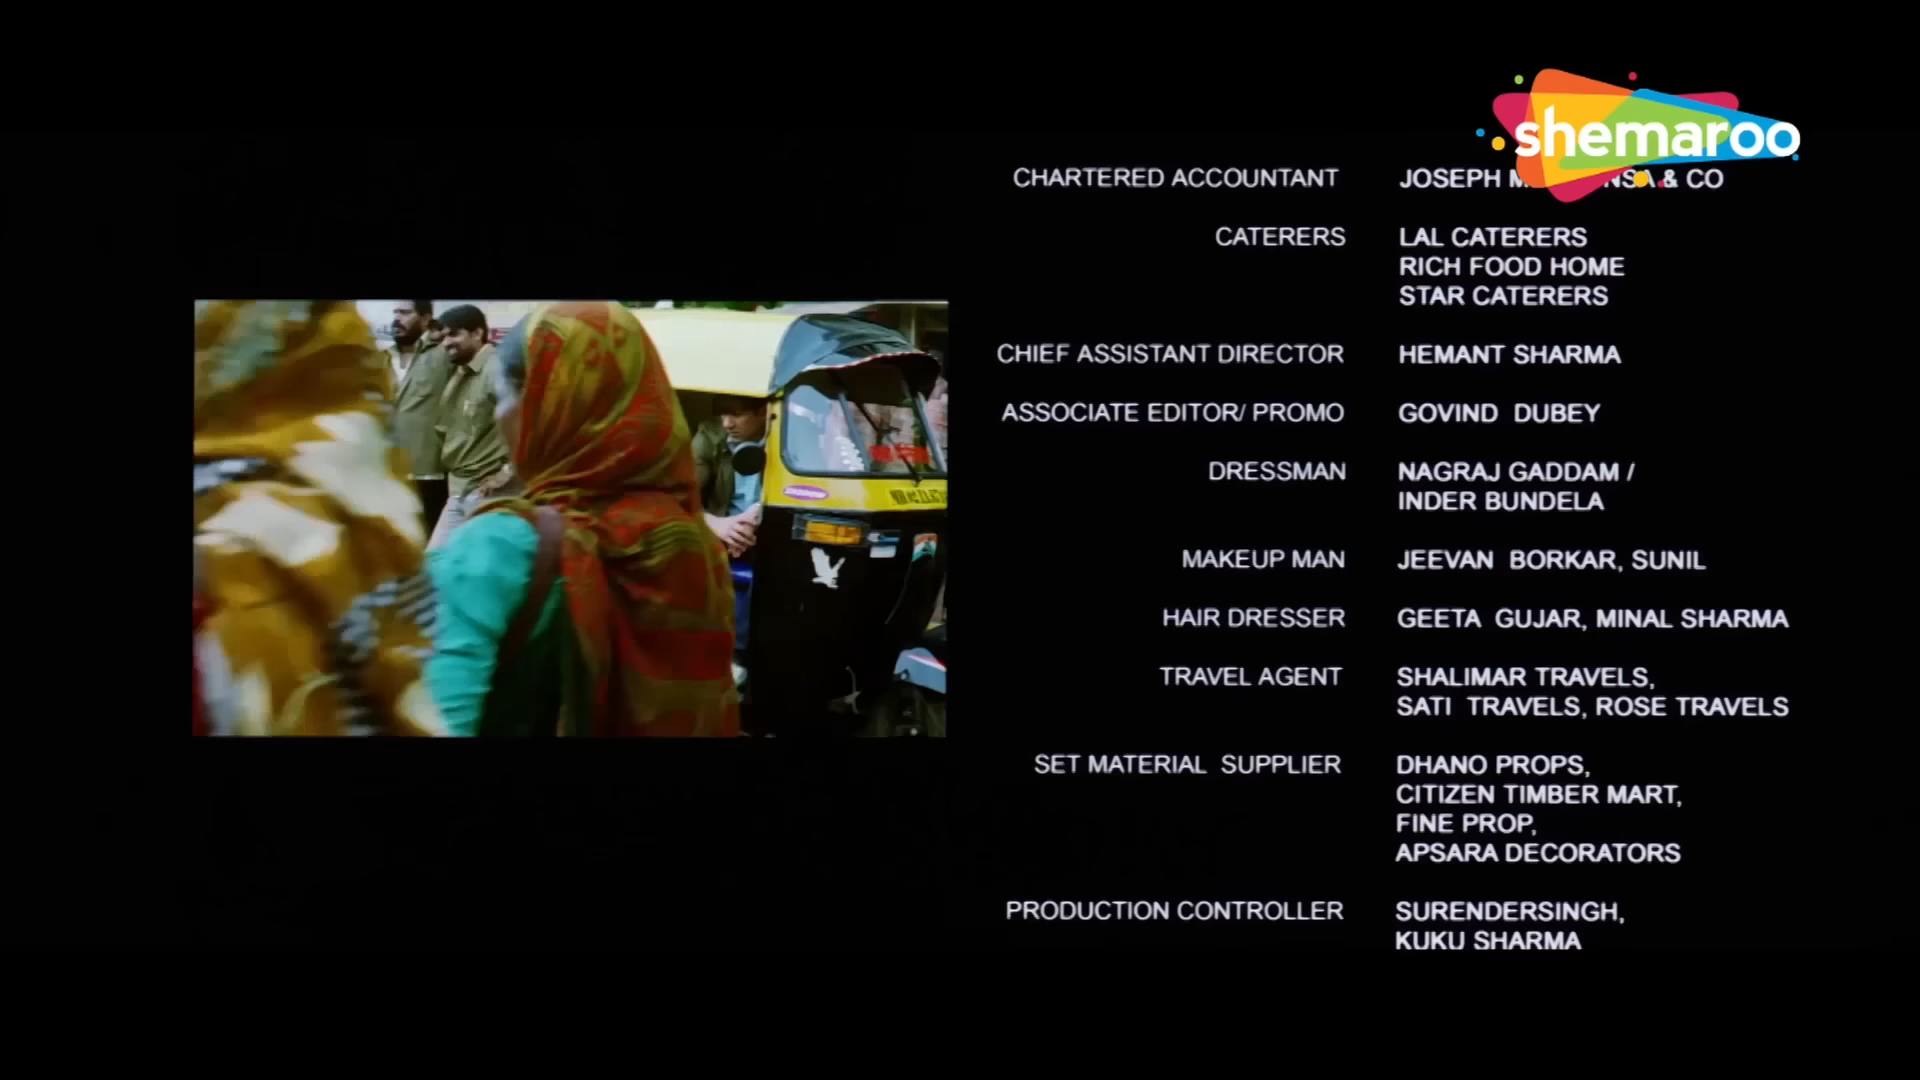 shemaroo
CHARTERED ACCOUNTANT JOSEPH & CO
CATERERS LAL CATERERS
RICH FOOD HOME
STAR CATERERS
CHIEF ASSISTANT DIRECTOR HEMANT SHARMA
ASSOCIATE EDITOR/ PROMO GOVIND DUBEY
DRESSMAN NAGRAJ GADDAM /
INDER BUNDELA
MAKEUP MAN JEEVAN BORKAR, SUNIL
HAIR DRESSER GEETA GUJAR, MINAL SHARMA
TRAVEL AGENT SHALIMAR TRAVELS,
SATI TRAVELS, ROSE TRAVELS
SET MATERIAL SUPPLIER DHANO PROPS,
CITIZEN TIMBER MART,
FINE PROP,
APSARA DECORATORS
PRODUCTION CONTROLLER SURENDERSINGH,
KUKU SHARMA